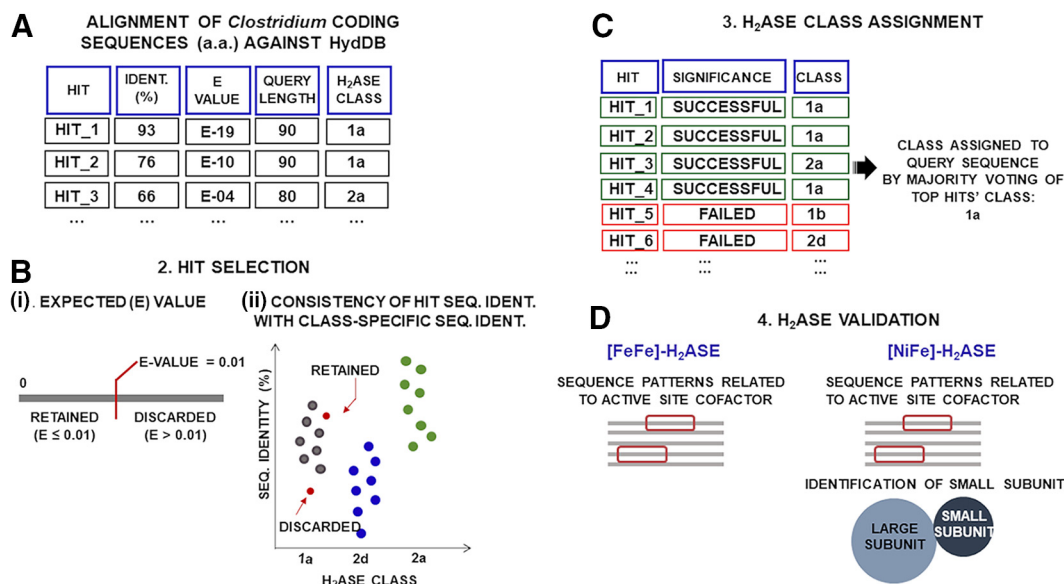 A
ALIGNMENT OF Clostridium CODING
SEQUENCES (a.a.) AGAINST HydDB
HIT IDENT. (%) E VALUE QUERY LENGTH H₂ASE CLASS
HIT_1 93 E-19 90 1a
HIT_2 76 E-10 90 1a
HIT_3 66 E-04 80 2a
... ... ... ... ...
B
2. HIT SELECTION
(i) . EXPECTED (E) VALUE
E-VALUE = 0.01
0
RETAINED DISCARDED
(E ≤ 0.01) (E > 0.01)
(ii) CONSISTENCY OF HIT SEQ. IDENT.
WITH CLASS-SPECIFIC SEQ. IDENT.
SEQ. IDENTITY (%)
RETAINED
DISCARDED
1a 2d 2a
H₂ASE CLASS
C
3. H₂ASE CLASS ASSIGNMENT
HIT SIGNIFICANCE CLASS
HIT_1 SUCCESSFUL 1a
HIT_2 SUCCESSFUL 1a
HIT_3 SUCCESSFUL 2a
HIT_4 SUCCESSFUL 1a
HIT_5 FAILED 1b
HIT_6 FAILED 2d
... ... ...
CLASS ASSIGNED TO
QUERY SEQUENCE
BY MAJORITY VOTING OF
TOP HITS' CLASS:
1a
D
4. H₂ASE VALIDATION
[FeFe]-H₂ASE
SEQUENCE PATTERNS RELATED
TO ACTIVE SITE COFACTOR
[NiFe]-H₂ASE
SEQUENCE PATTERNS RELATED
TO ACTIVE SITE COFACTOR
IDENTIFICATION OF SMALL SUBUNIT
LARGE
SUBUNIT
SMALL
SUBUNIT